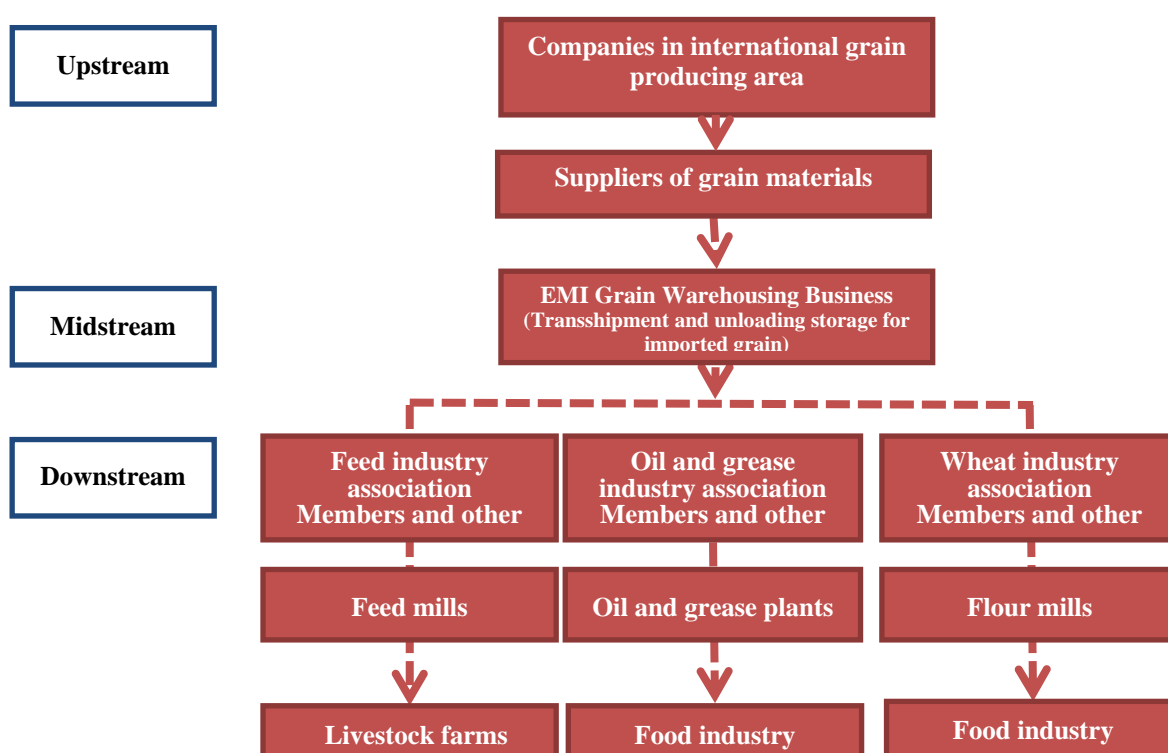 Upstream
Companies in international grain
producing area
Suppliers of grain materials
Midstream
EMI Grain Warehousing Business
(Transshipment and unloading storage for
imported grain)
Downstream
Feed industry
association
Members and other
Oil and grease
industry association
Members and other
Wheat industry
association
Members and other
Feed mills
Oil and grease plants
Flour mills
Livestock farms
Food industry
Food industry